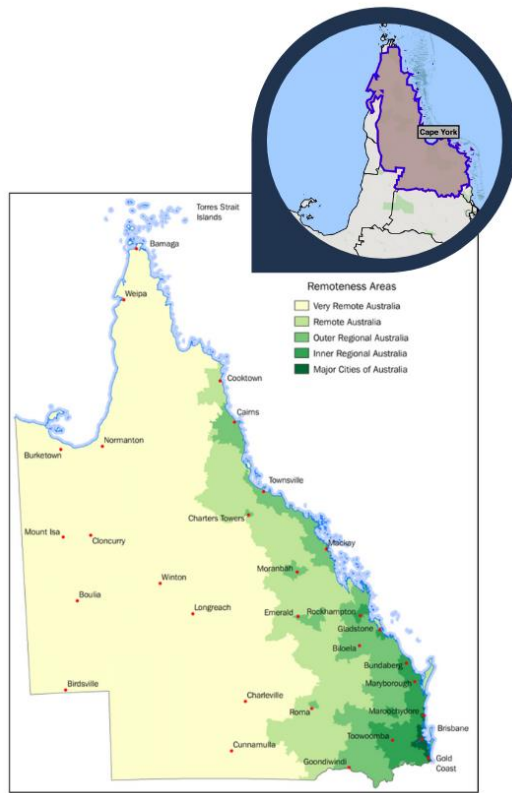 Cape York
Torres Strait
Islands
Bamaga
Weipa
Remoteness Areas
Very Remote Australia
Remote Australia
Outer Regional Australia
Inner Regional Australia
Major Cities of Australia
Cooktown
Cairns
Normanton
Burketown
Townsville
Charters Towers
Mount Isa
Cloncurry
Mackay
Moranbah
Winton
Boulia
Longreach
Emerald
Rockhampton
Gladstone
Biloela
Bundaberg
Maryborough
Birdsville
Charleville
Roma
Maroochydore
Brisbane
Toowoomba
Cunnamulla
Goondiwindi
Gold
Coast